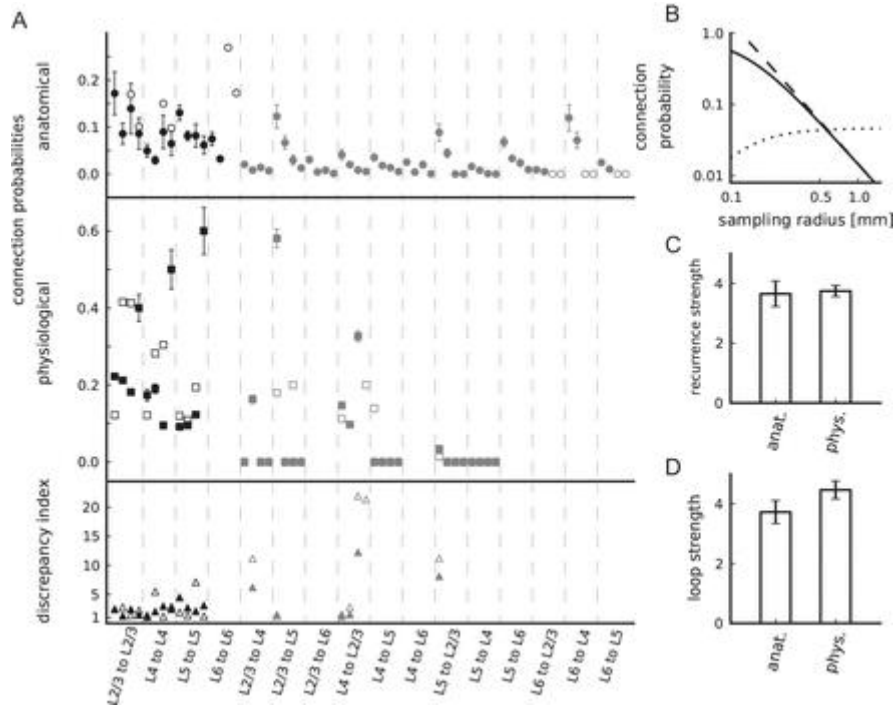 A
connection probabilities
anatomical
0.2
0.1
0.0
physiological
0.6
0.4
0.2
0.0
discrepancy index
20
15
10
5
1
L2/3 to L2/3
L4 to L4
L5 to L5
L6 to L6
L2/3 to L4
L2/3 to L5
L2/3 to L6
L4 to L2/3
L4 to L5
L4 to L6
L5 to L2/3
L5 to L4
L5 to L6
L6 to L2/3
L6 to L4
L6 to L5
B
connection
probability
1.0
0.1
0.01
0.1
0.5
1.0
sampling radius [mm]
C
recurrence strength
4
2
0
anat.
phys.
D
loop strength
4
2
0
anat.
phys.